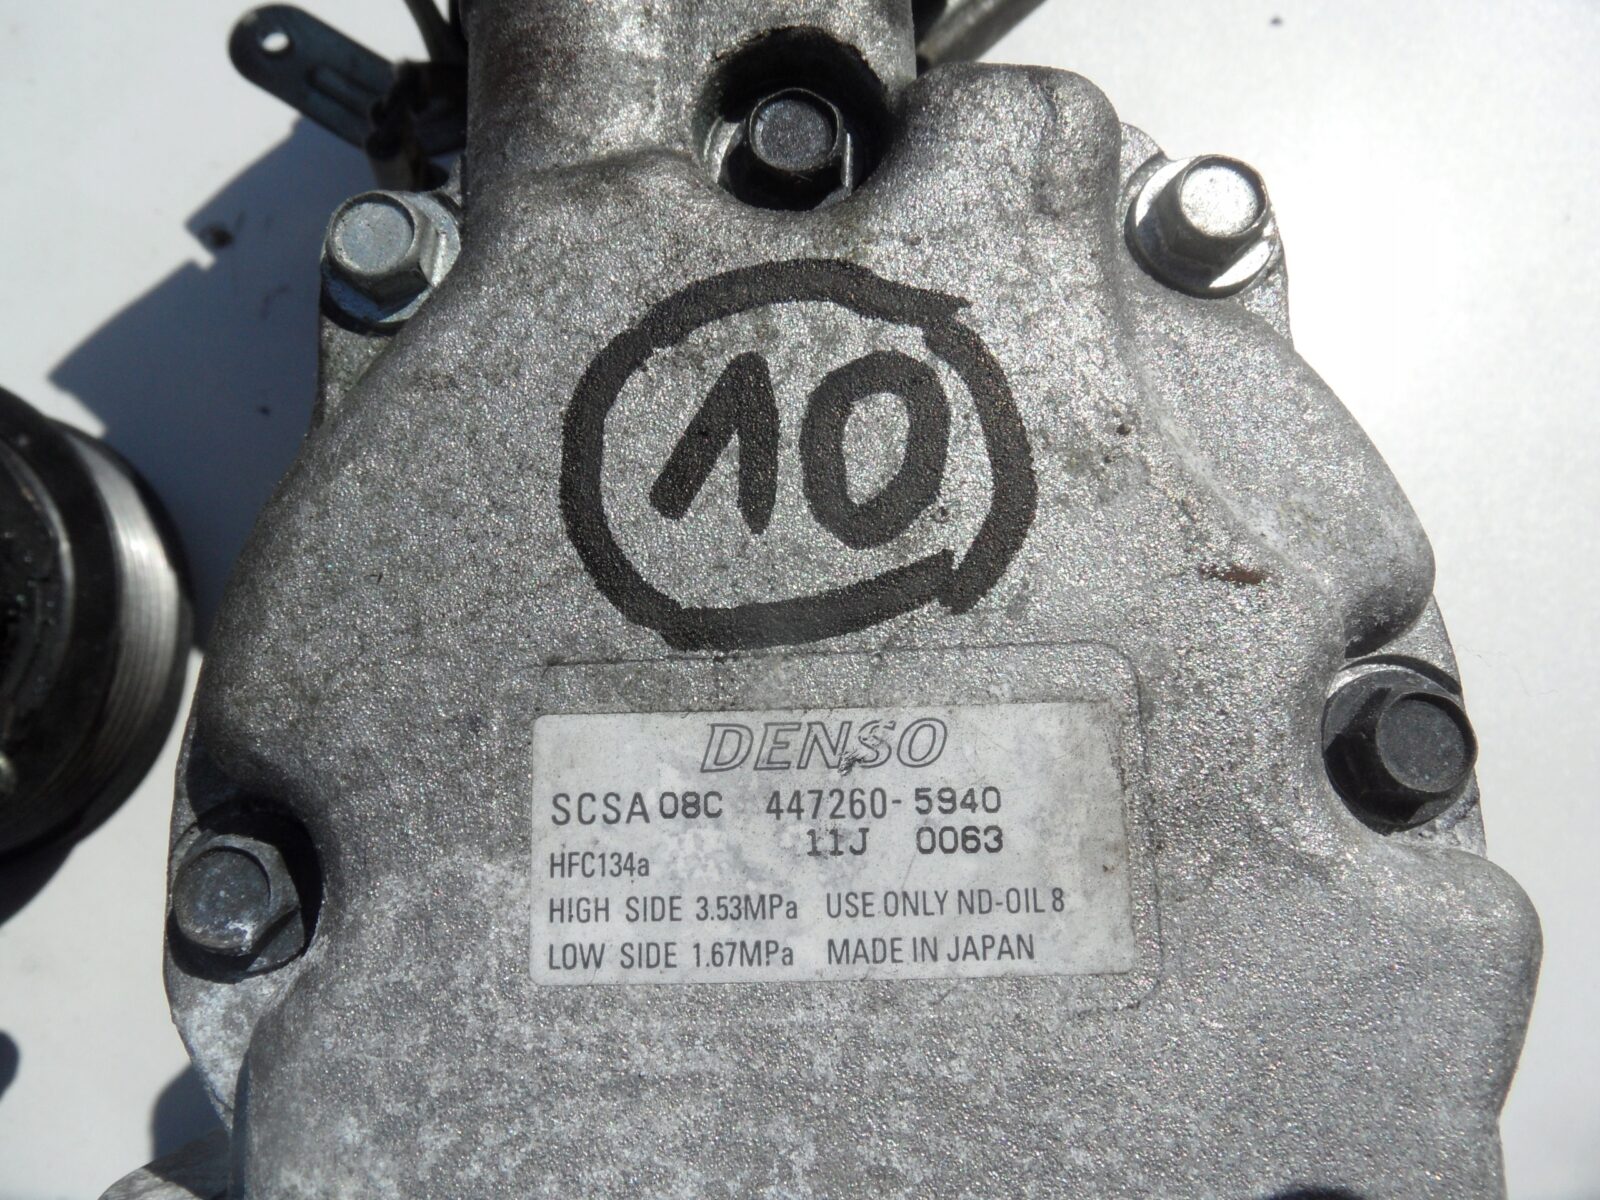 10
DENSO
SCSA 08C 447260-5940
11J 0063
HFC134a
HIGH SIDE 3.53MPa USE ONLY ND-OIL 8
LOW SIDE 1.67MPa MADE IN JAPAN